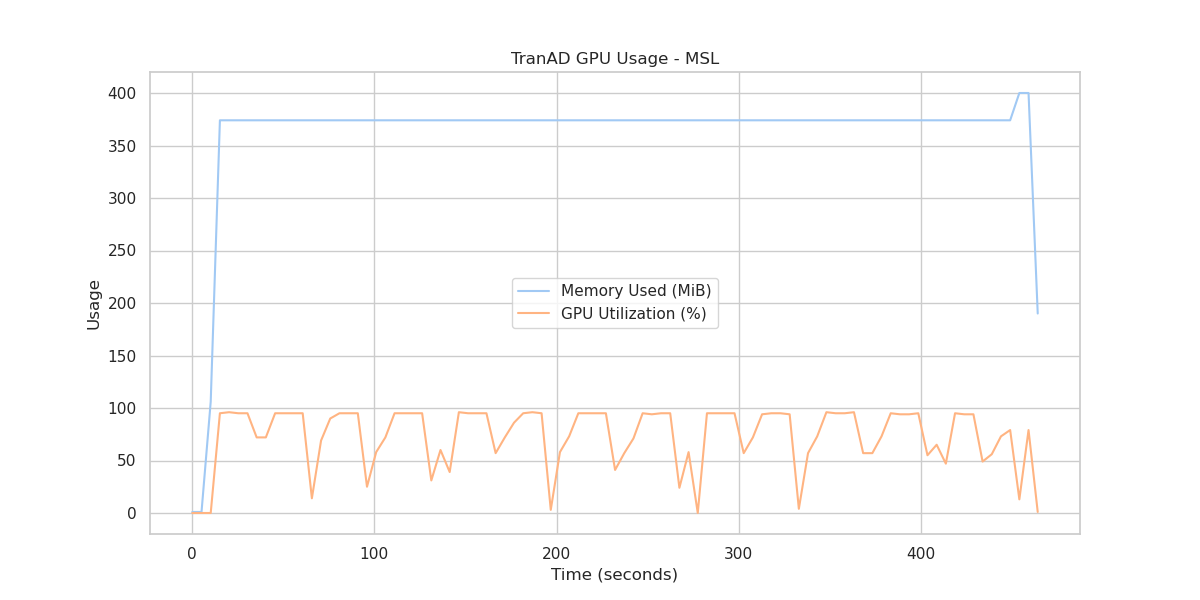 TranAD GPU Usage - MSL
400
350
300
250
200
150
100
50
0
Usage
Memory Used (MiB)
GPU Utilization (%)
0 100 200 300 400
Time (seconds)